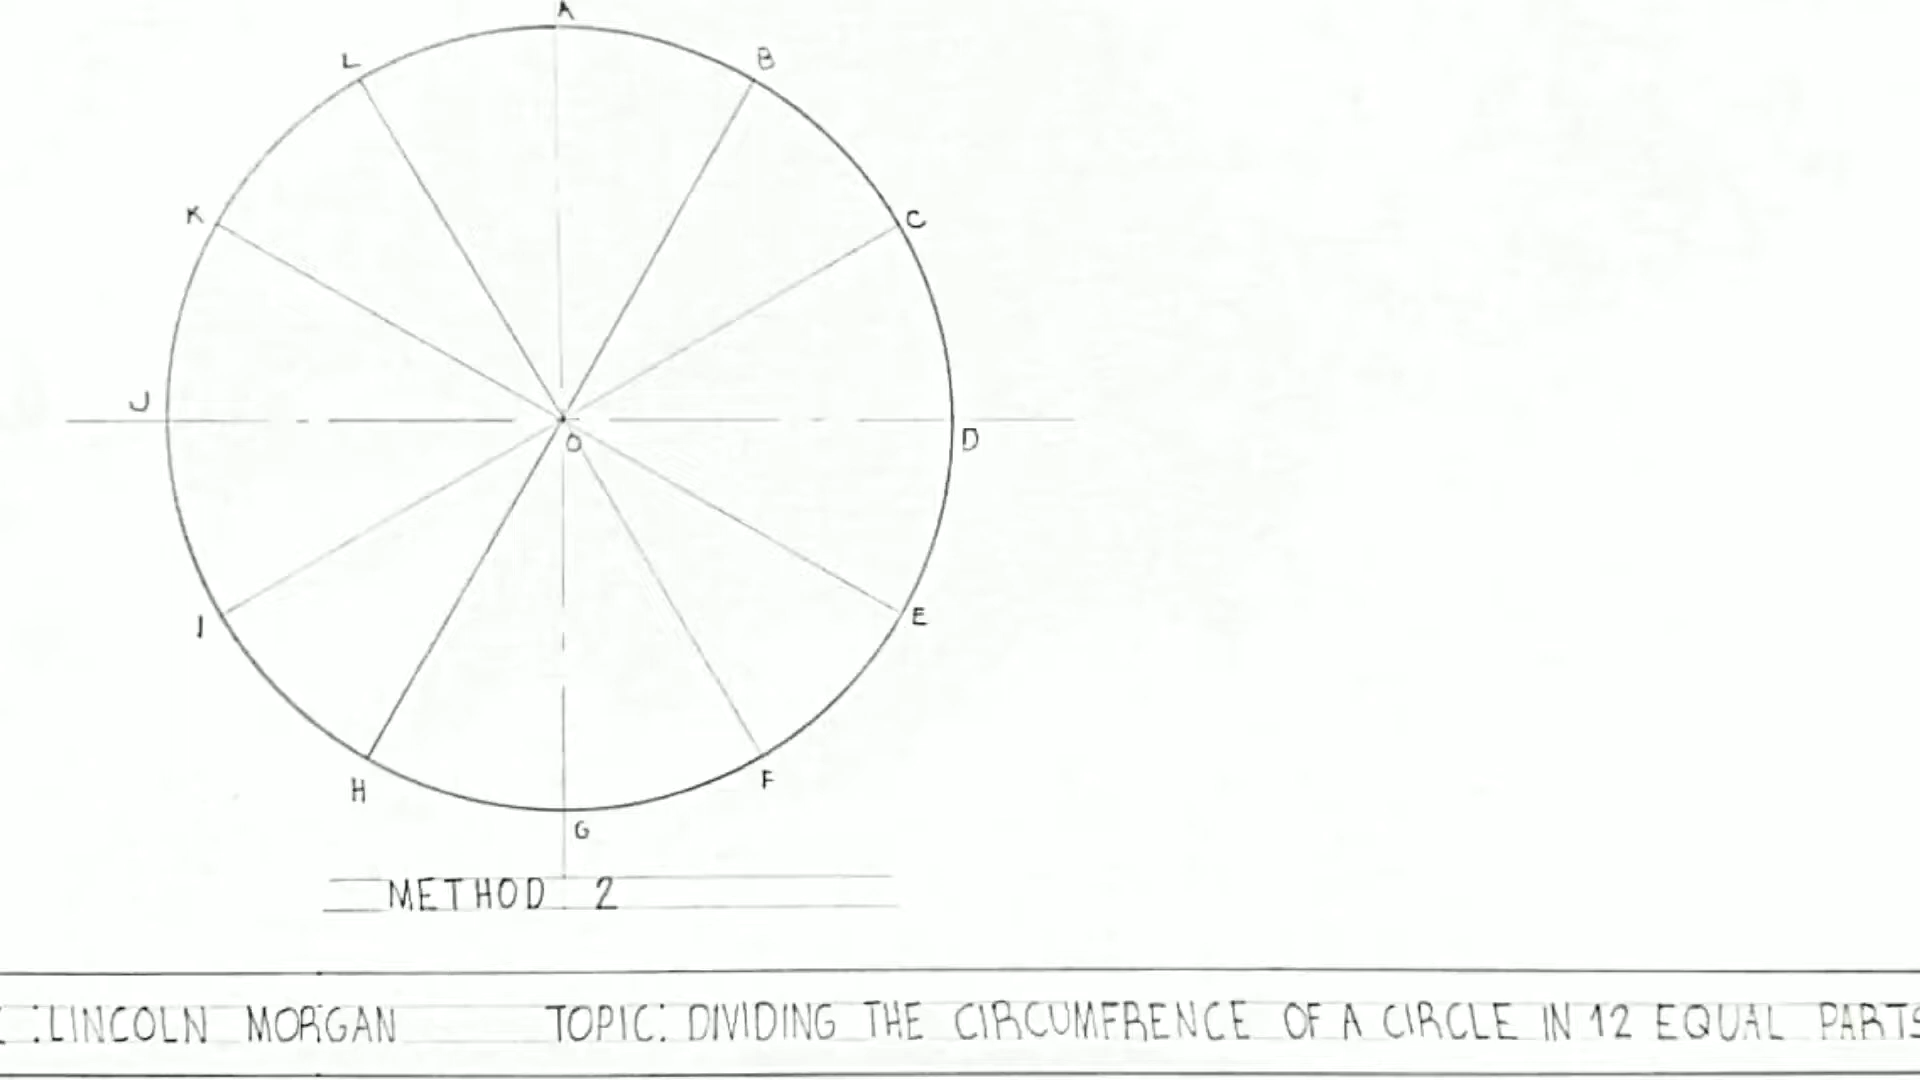 A
L
B
K
C
J
O
D
I
E
H
F
G
METHOD 2
: LINCOLN MORGAN TOPIC: DIVIDING THE CIRCUMFRENCE OF A CIRCLE IN 12 EQUAL PARTS